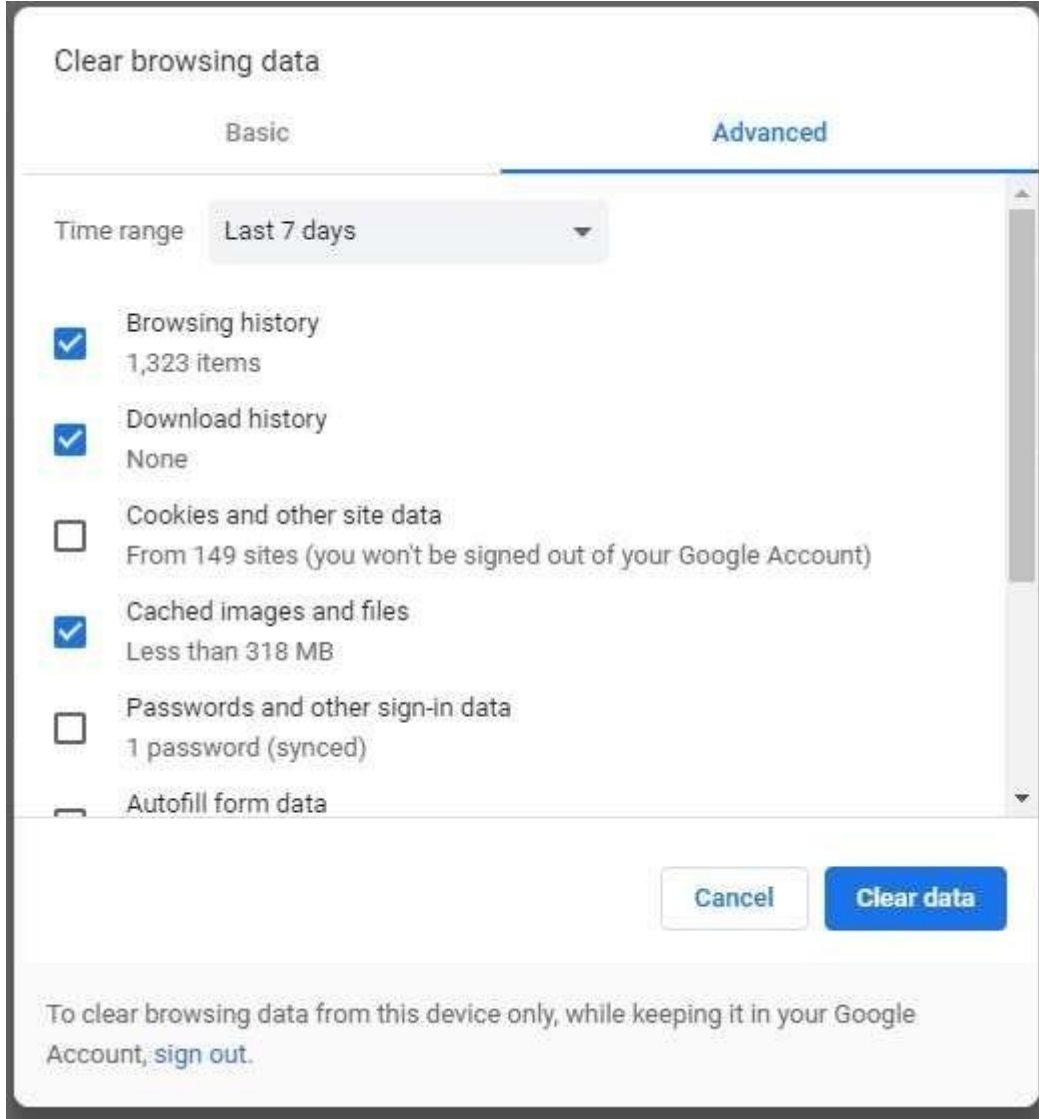 Clear browsing data
Basic
Advanced
Time range
Last 7 days
Browsing history
1,323 items
Download history
None
Cookies and other site data
From 149 sites (you won't be signed out of your Google Account)
Cached images and files
Less than 318 MB
Passwords and other sign-in data
1 password (synced)
Autofill form data
Cancel
Clear data
To clear browsing data from this device only, while keeping it in your Google
Account, sign out.